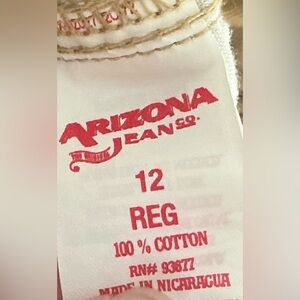 ARIZONA
JEAN CO.
12
REG
100 % COTTON
RN# 93677
MADE IN NICARAGUA